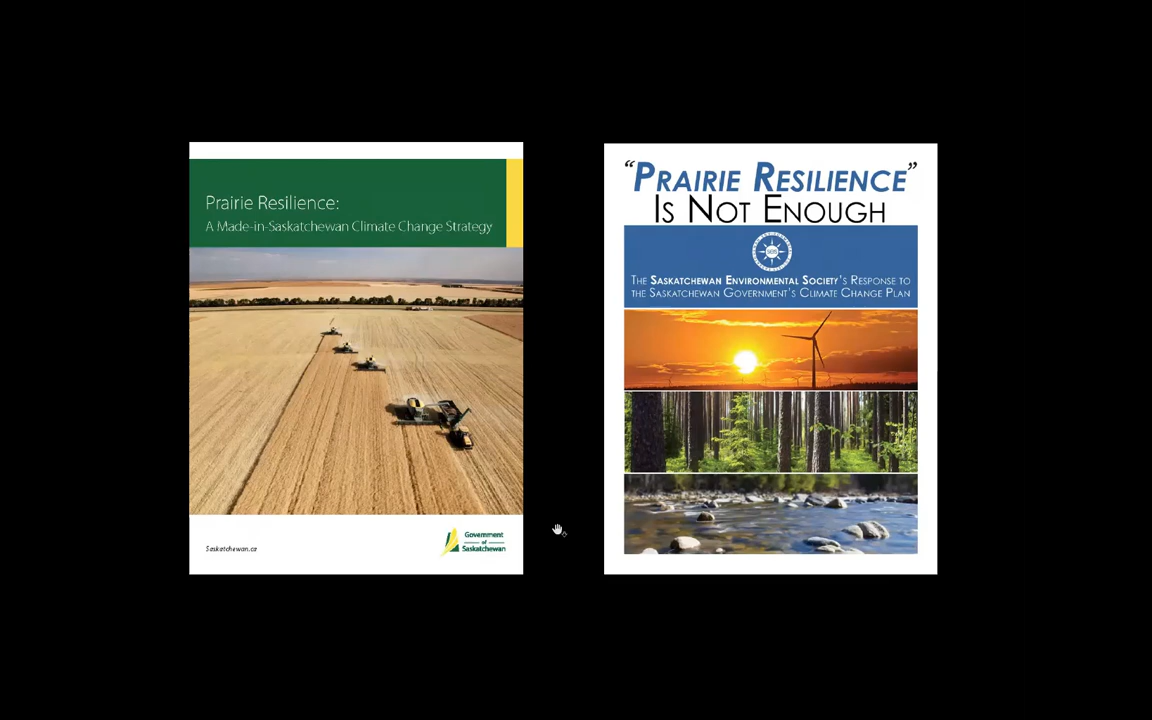 Prairie Resilience:
A Made-in-Saskatchewan Climate Change Strategy
Saskatchewan.ca
Government
of
Saskatchewan
“PRAIRIE RESILIENCE”
IS NOT ENOUGH
THE SASKATCHEWAN ENVIRONMENTAL SOCIETY'S RESPONSE TO
THE SASKATCHEWAN GOVERNMENT'S CLIMATE CHANGE PLAN